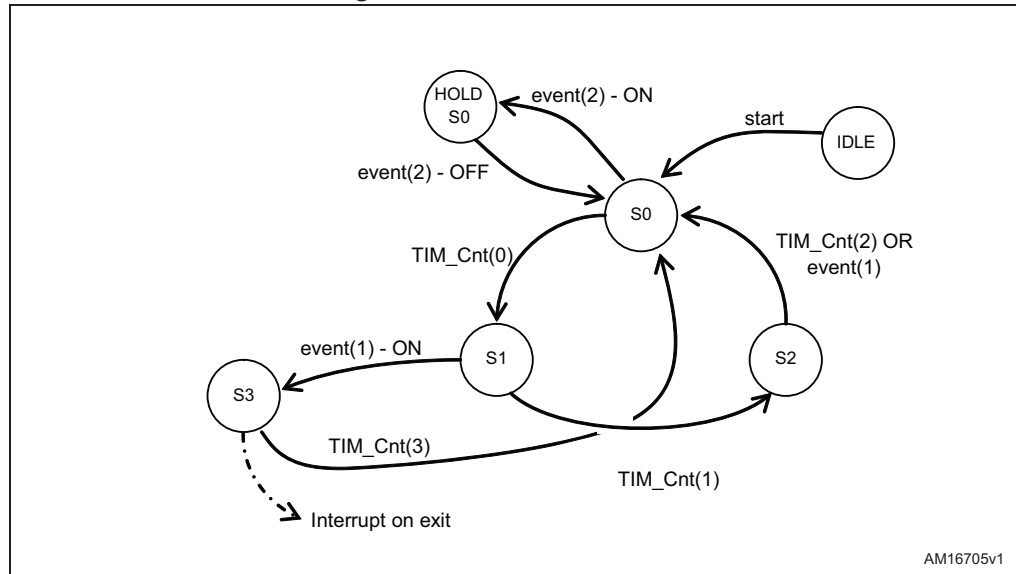 HOLD
S0
event(2) - ON
start
IDLE
event(2) - OFF
S0
TIM_Cnt(0)
TIM_Cnt(2) OR
event(1)
event(1) - ON
S1
S2
S3
TIM_Cnt(3)
TIM_Cnt(1)
Interrupt on exit
AM16705v1